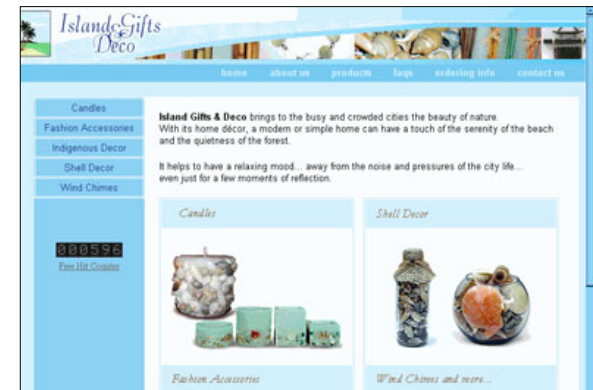 Island Gifts
Deco
home about us products faqs ordering info contact us
Candles
Fashion Accessories
Indigenous Decor
Shell Decor
Wind Chimes
000596
Free Hit Counter
Island Gifts & Deco brings to the busy and crowded cities the beauty of nature.
With its home décor, a modern or simple home can have a touch of the serenity of the beach
and the quietness of the forest.
It helps to have a relaxing mood... away from the noise and pressures of the city life...
even just for a few moments of reflection.
Candles
Shell Decor
Fashion Accessories
Wind Chimes and more...